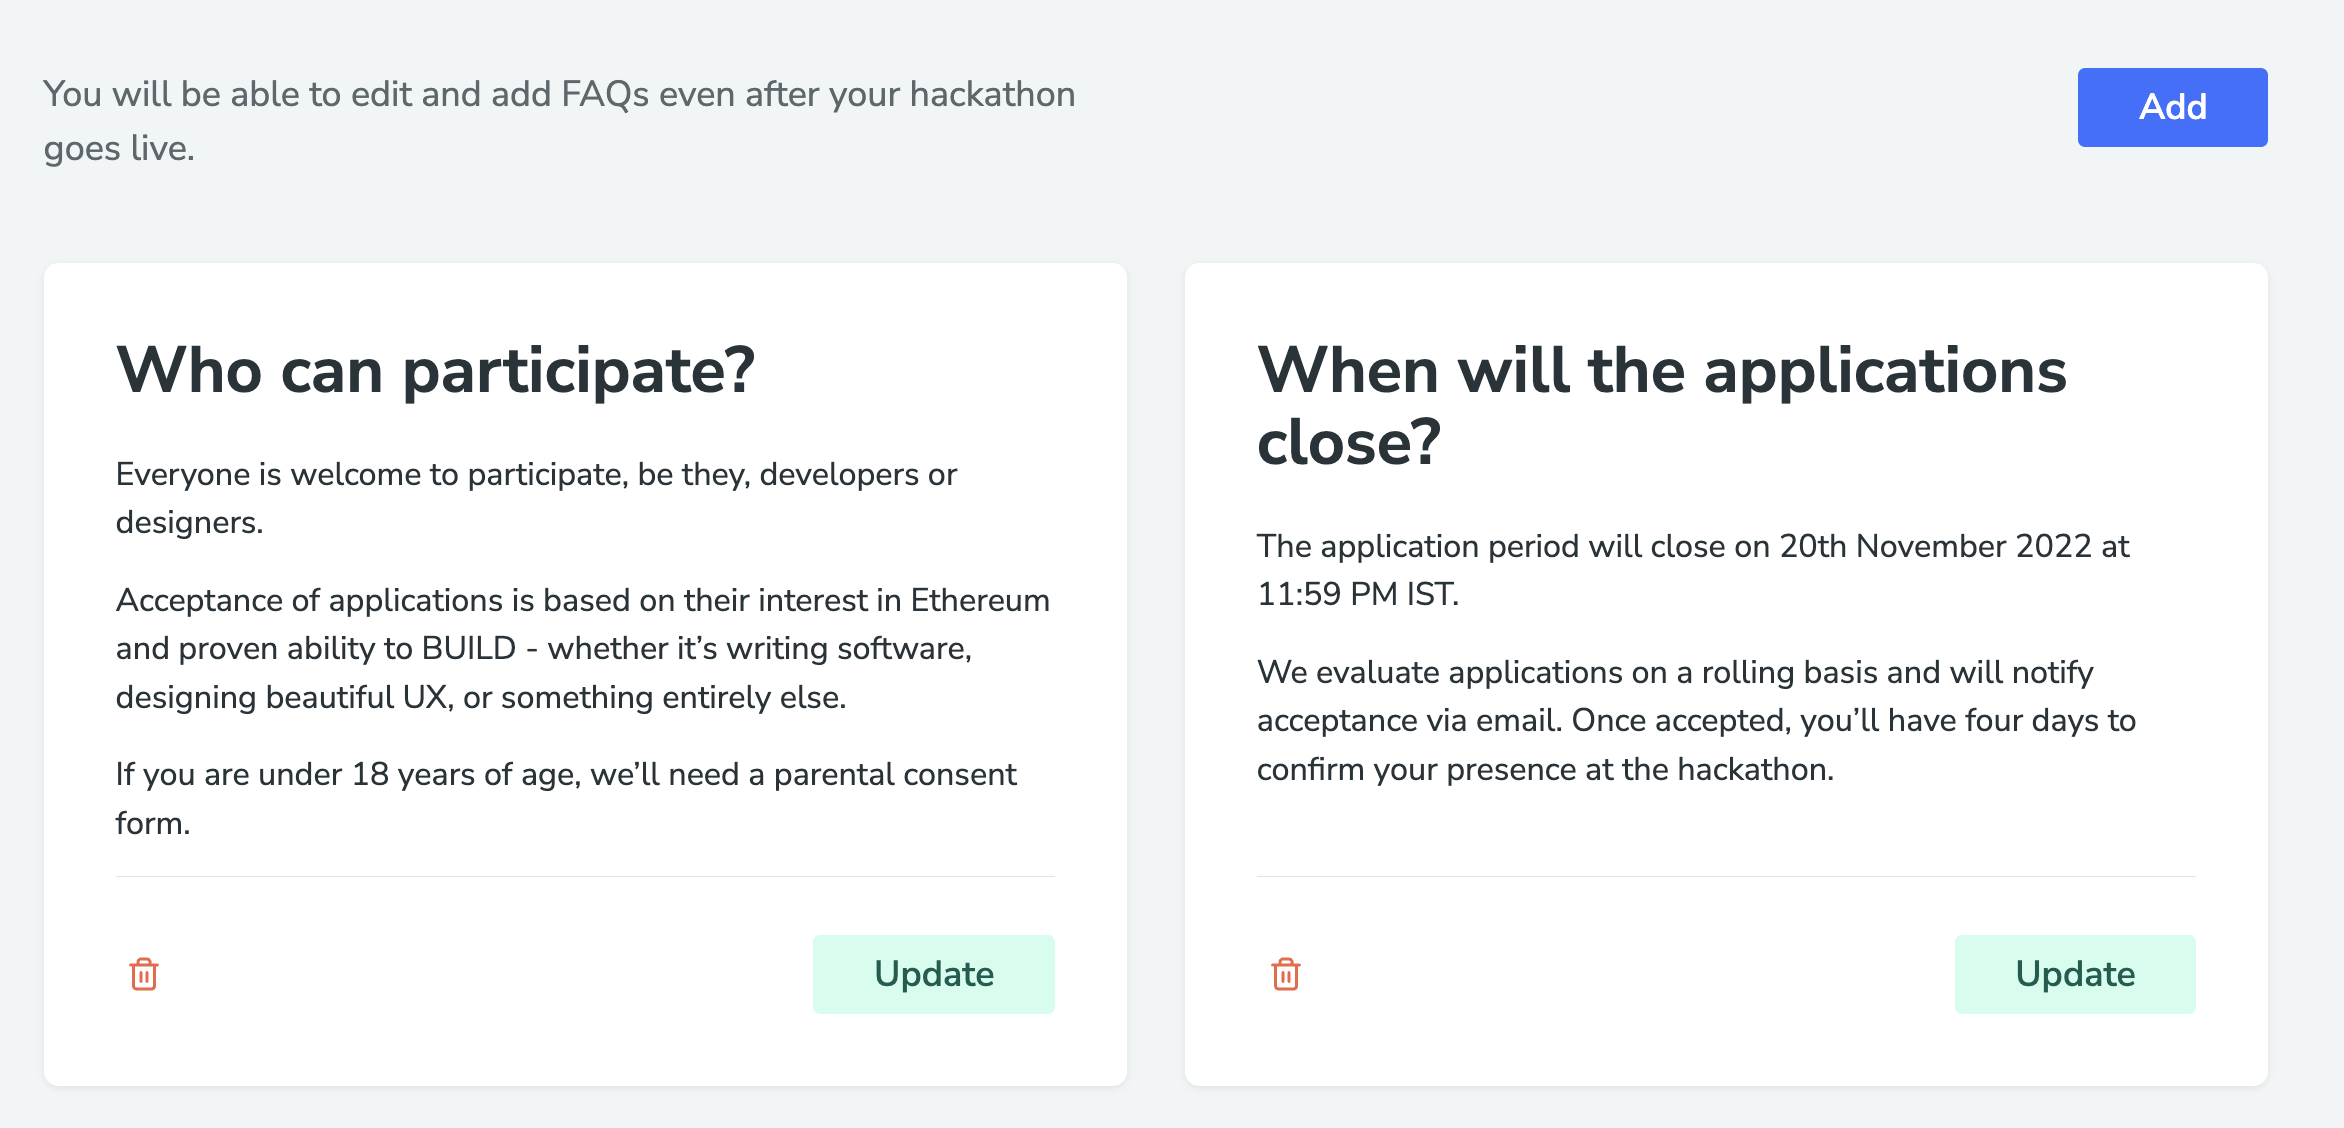 You will be able to edit and add FAQs even after your hackathon
goes live.
Add
Who can participate?
Everyone is welcome to participate, be they, developers or
designers.
Acceptance of applications is based on their interest in Ethereum
and proven ability to BUILD - whether it’s writing software,
designing beautiful UX, or something entirely else.
If you are under 18 years of age, we’ll need a parental consent
form.
Update
When will the applications
close?
The application period will close on 20th November 2022 at
11:59 PM IST.
We evaluate applications on a rolling basis and will notify
acceptance via email. Once accepted, you’ll have four days to
confirm your presence at the hackathon.
Update